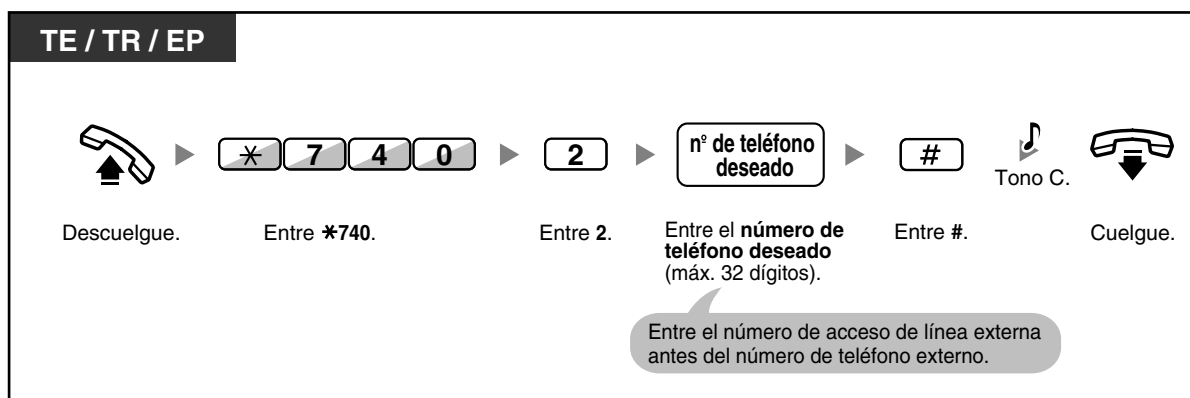 TE / TR / EP
✳ 7 4 0
2
nº de teléfono
deseado
#
Tono C.
Descuelgue.
Entre ✳740.
Entre 2.
Entre el número de
teléfono deseado
(máx. 32 dígitos).
Entre #.
Cuelgue.
Entre el número de acceso de línea externa
antes del número de teléfono externo.